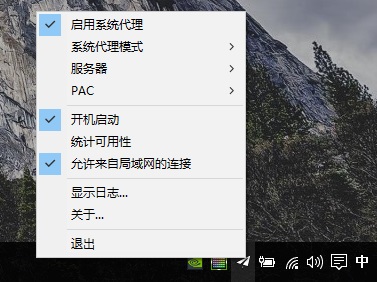 启用系统代理
系统代理模式
服务器
PAC
开机启动
统计可用性
允许来自局域网的连接
显示日志...
关于...
退出
中